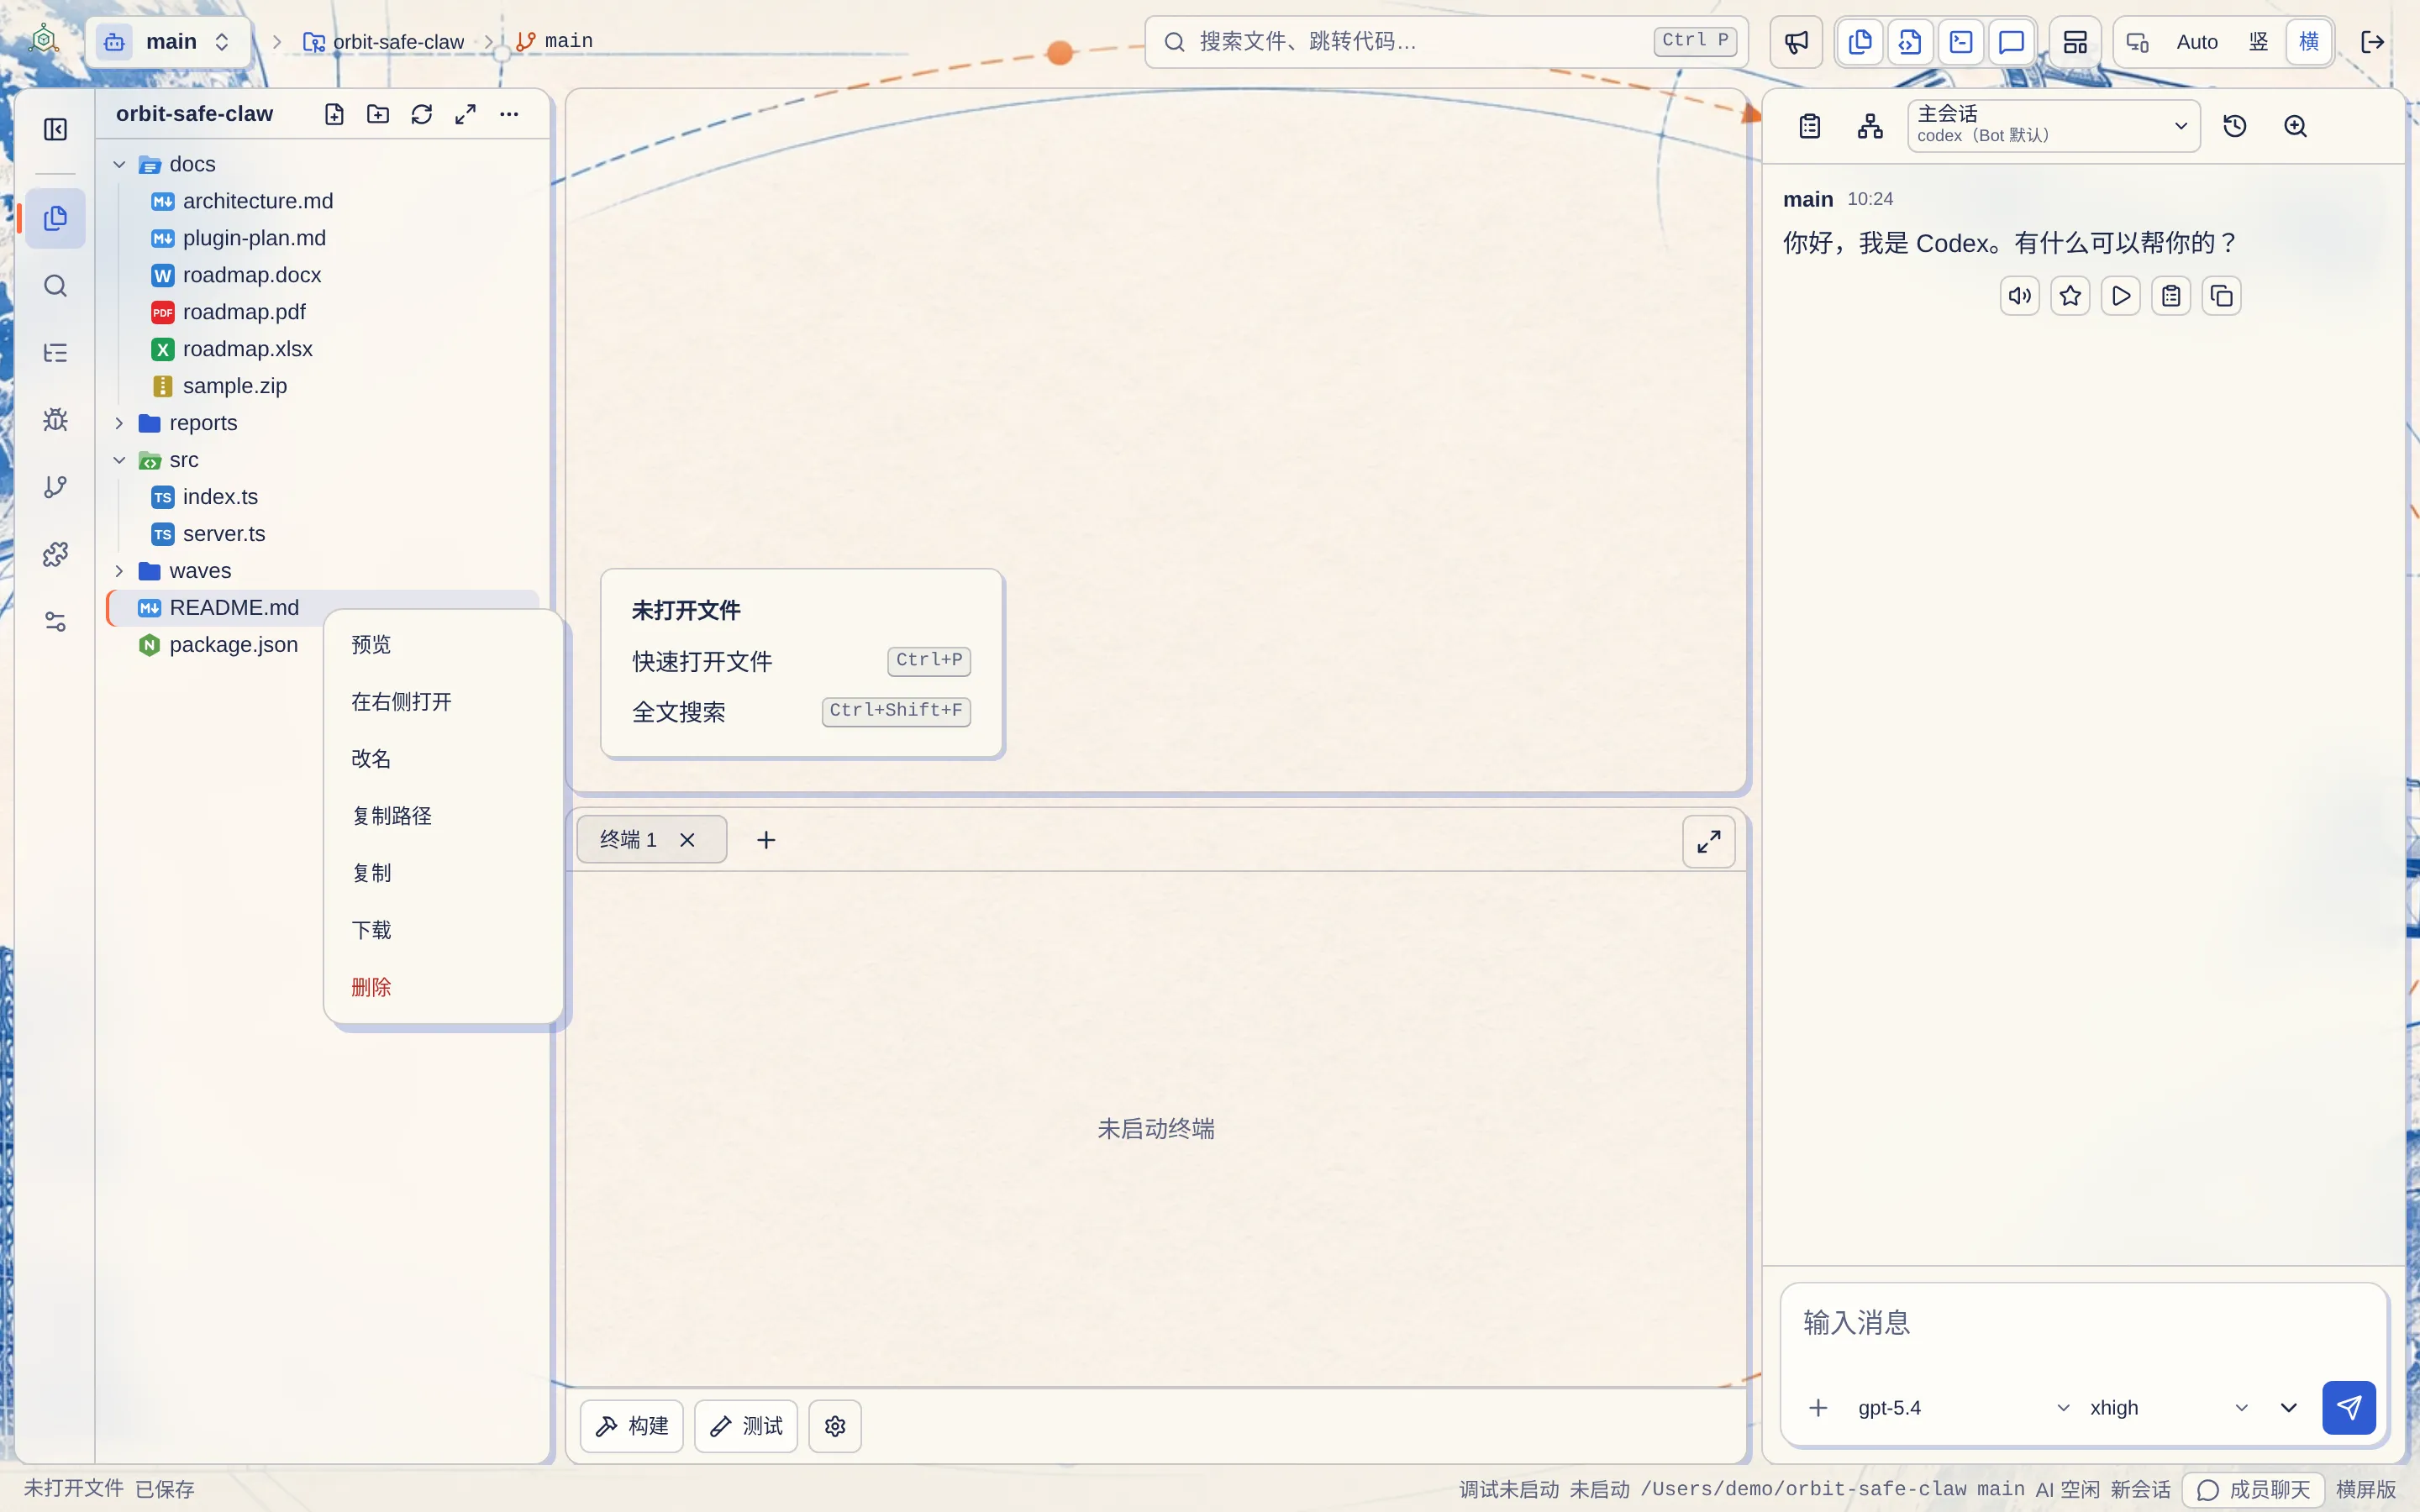 main
orbit-safe-claw
main
搜索文件、跳转代码...
Ctrl P
Auto
竖
横
orbit-safe-claw
docs
architecture.md
plugin-plan.md
roadmap.docx
PDF
roadmap.pdf
roadmap.xlsx
sample.zip
reports
src
TS
index.ts
TS
server.ts
waves
README.md
package.json
预览
在右侧打开
改名
复制路径
复制
下载
删除
未打开文件
快速打开文件
Ctrl+P
全文搜索
Ctrl+Shift+F
终端 1
未启动终端
构建
测试
主会话
codex（Bot 默认）
main 10:24
你好，我是 Codex。有什么可以帮你的？
输入消息
gpt-5.4
xhigh
未打开文件 已保存
调试未启动 未启动 /Users/demo/orbit-safe-claw main AI 空闲 新会话 成员聊天 横屏版